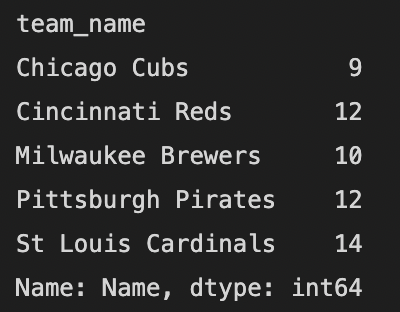 team_name
Chicago Cubs 9
Cincinnati Reds 12
Milwaukee Brewers 10
Pittsburgh Pirates 12
St Louis Cardinals 14
Name: Name, dtype: int64